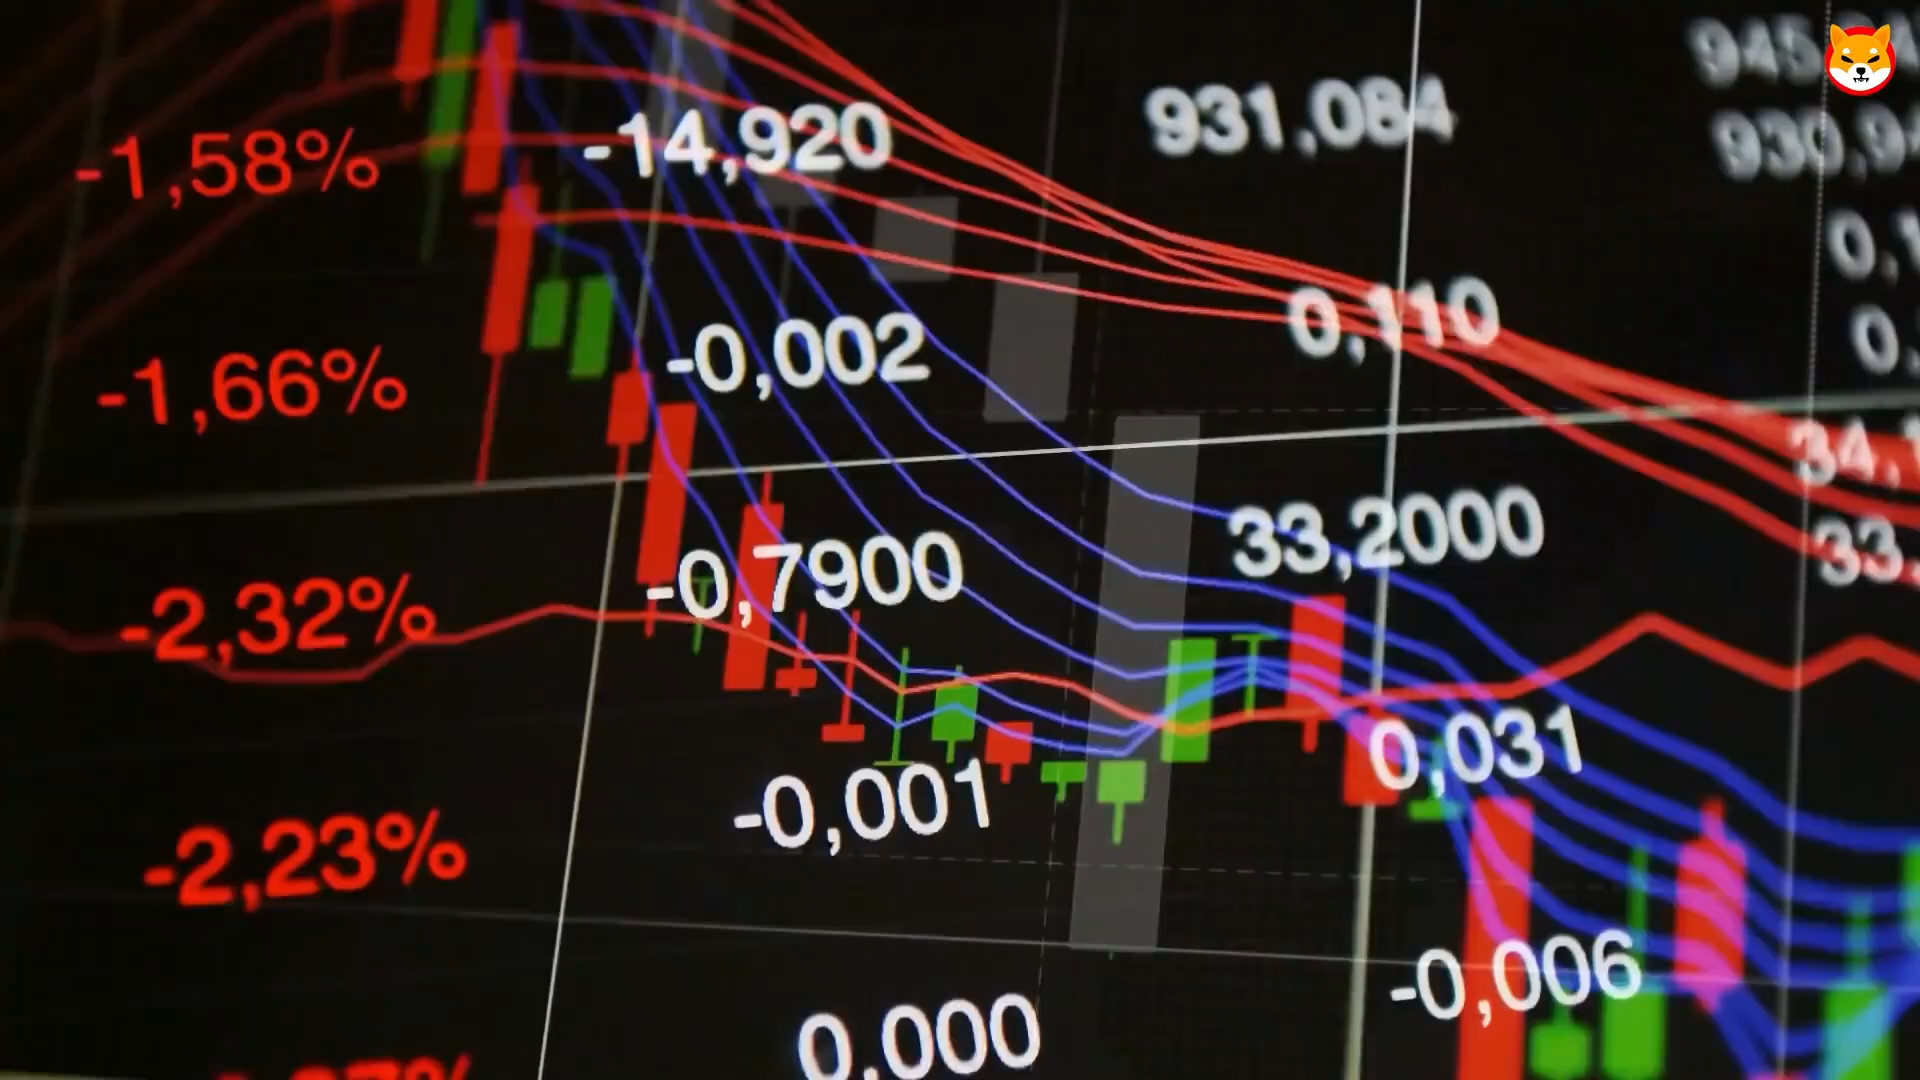 -1,58% -14,920 931,084
-1,66% -0,002 0,110
-2,32% -0,7900 33,2000
-2,23% -0,001 0,031
0,000 -0,006